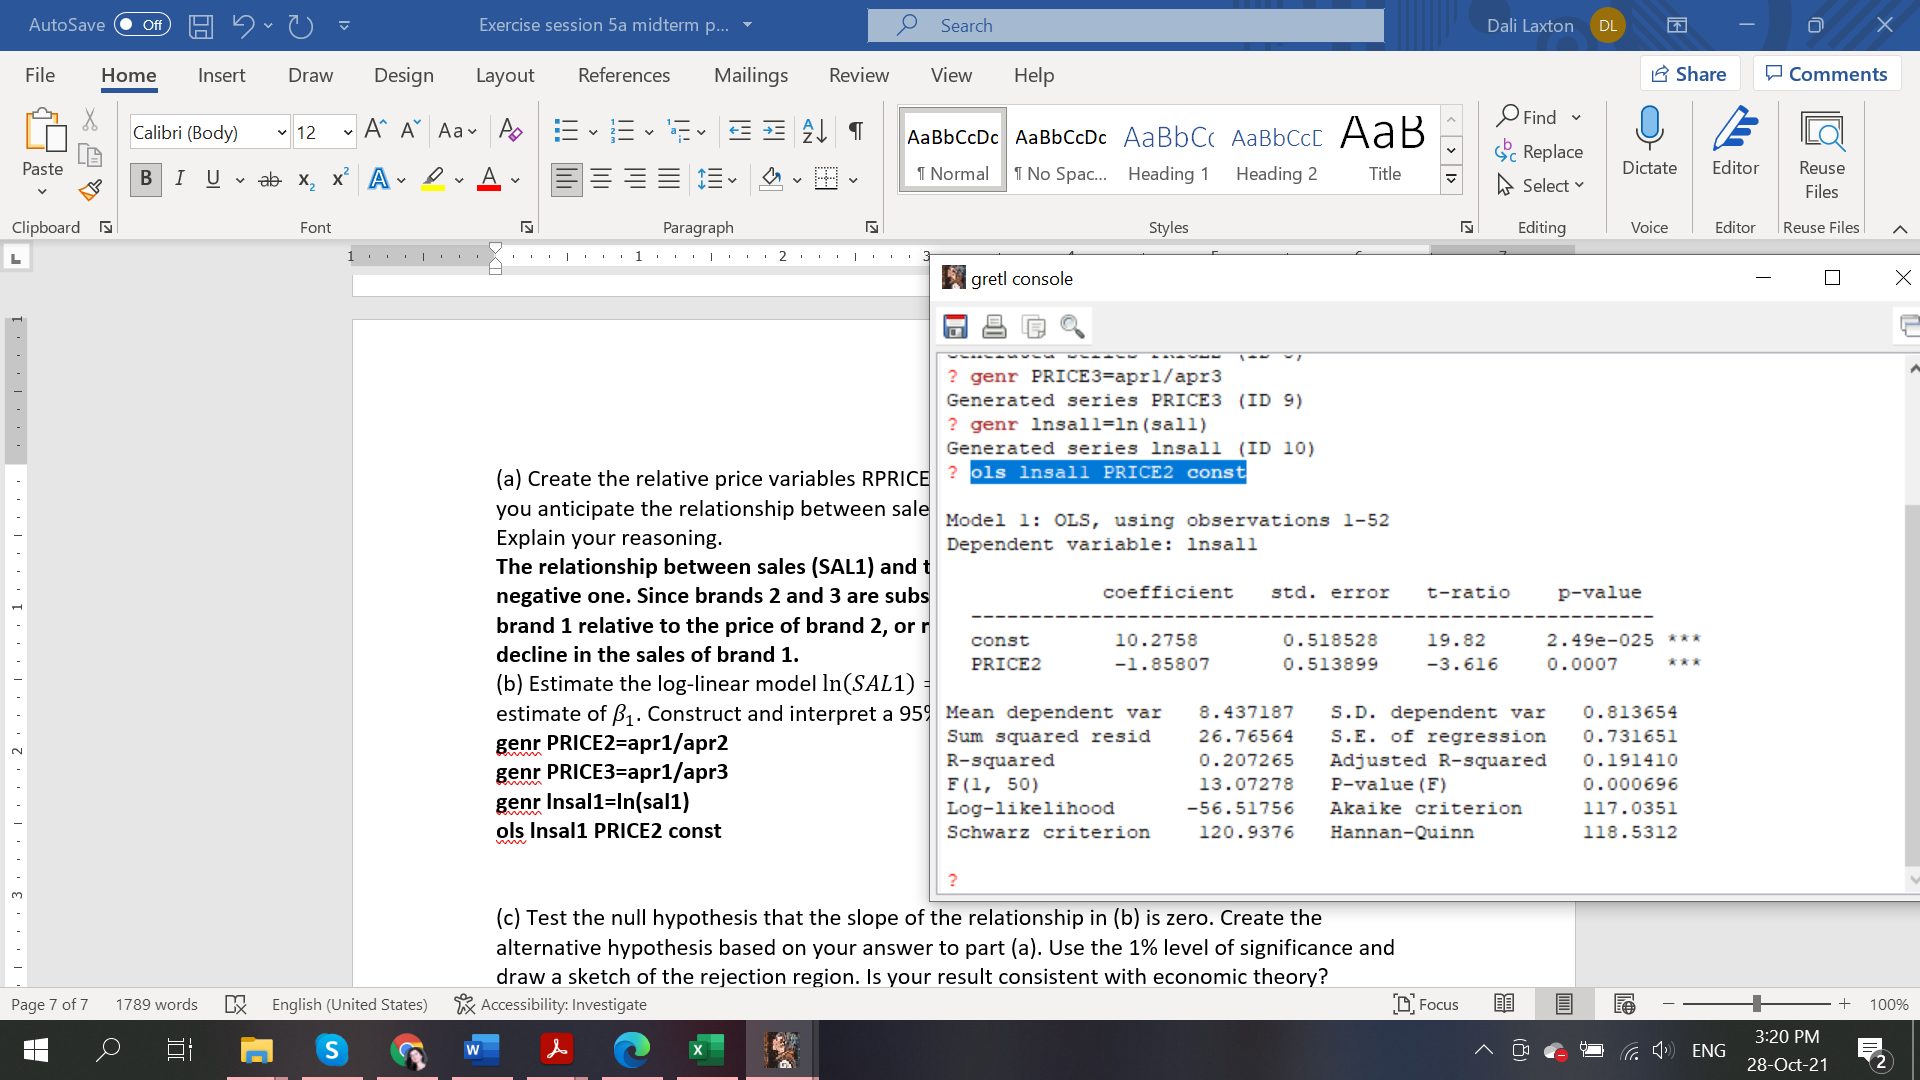 AutoSave Off Exercise session 5a midterm p... Search Dali Laxton DL
File Home Insert Draw Design Layout References Mailings Review View Help Share Comments
Calibri (Body) 12 Aa AaBbCcDc AaBbCcDc AaBbCc AaBbCcD AaB Find
Paste ¶ Normal ¶ No Spac... Heading 1 Heading 2 Title Replace Dictate Editor Reuse Files
B I U ab x₂ x² A A Select
Clipboard Font Paragraph Styles Editing Voice Editor Reuse Files
1 1 2 3
gretl console
? genr PRICE3=apr1/apr3
Generated series PRICE3 (ID 9)
? genr lnsal1=ln(sal1)
Generated series lnsal1 (ID 10)
? ols lnsal1 PRICE2 const
Model 1: OLS, using observations 1-52
Dependent variable: lnsal1
coefficient std. error t-ratio p-value
const 10.2758 0.518528 19.82 2.49e-025 ***
PRICE2 -1.85807 0.513899 -3.616 0.0007 ***
Mean dependent var 8.437187 S.D. dependent var 0.813654
Sum squared resid 26.76564 S.E. of regression 0.731651
R-squared 0.207265 Adjusted R-squared 0.191410
F(1, 50) 13.07278 P-value(F) 0.000696
Log-likelihood -56.51756 Akaike criterion 117.0351
Schwarz criterion 120.9376 Hannan-Quinn 118.5312
?
(a) Create the relative price variables RPRICE
you anticipate the relationship between sale
Explain your reasoning.
The relationship between sales (SAL1) and t
negative one. Since brands 2 and 3 are subs
brand 1 relative to the price of brand 2, or r
decline in the sales of brand 1.
(b) Estimate the log-linear model ln(SAL1) =
estimate of β₁. Construct and interpret a 95%
genr PRICE2=apr1/apr2
genr PRICE3=apr1/apr3
genr lnsal1=ln(sal1)
ols lnsal1 PRICE2 const
(c) Test the null hypothesis that the slope of the relationship in (b) is zero. Create the
alternative hypothesis based on your answer to part (a). Use the 1% level of significance and
draw a sketch of the rejection region. Is your result consistent with economic theory?
Page 7 of 7 1789 words English (United States) Accessibility: Investigate Focus 100%
ENG 3:20 PM
28-Oct-21 2